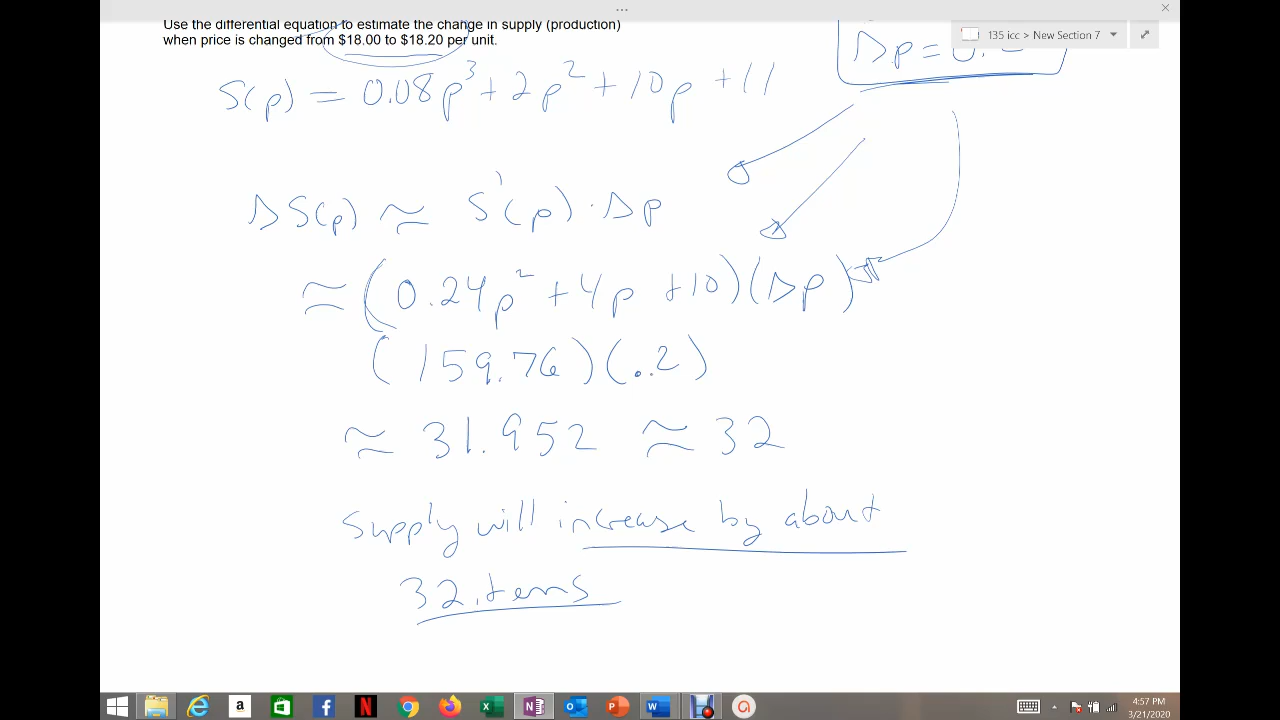 Use the differential equation to estimate the change in supply (production)
when price is changed from $18.00 to $18.20 per unit.
135 icc > New Section 7
Δp =
S(p) = 0.08p³ + 2p² + 10p + 11
ΔS(p) ≈ S'(p) · Δp
≈ (0.24p² + 4p + 10)(Δp)
(159.76)(.2)
≈ 31.952 ≈ 32
supply will increase by about
32 items
4:57 PM
3/21/2020